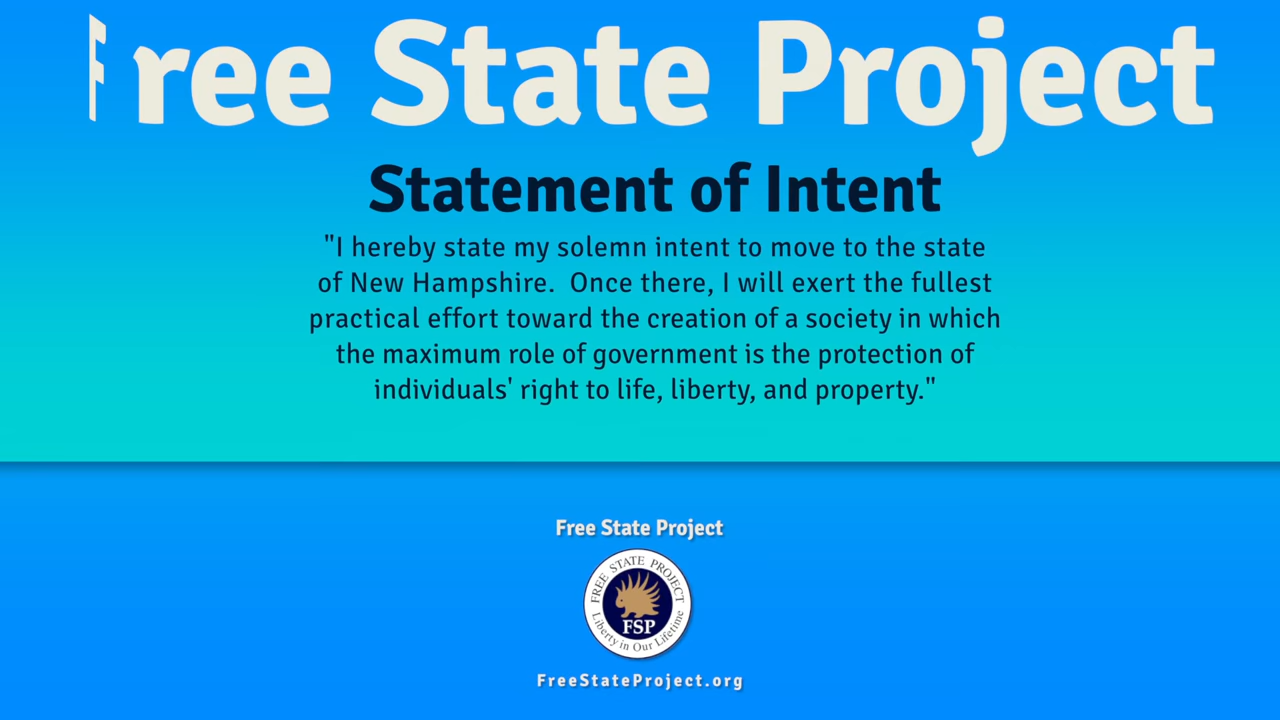 Free State Project
Statement of Intent
"I hereby state my solemn intent to move to the state
of New Hampshire.  Once there, I will exert the fullest
practical effort toward the creation of a society in which
the maximum role of government is the protection of
individuals' right to life, liberty, and property."
Free State Project
FREE STATE PROJECT
FSP
Liberty in Our Lifetime
FreeStateProject.org